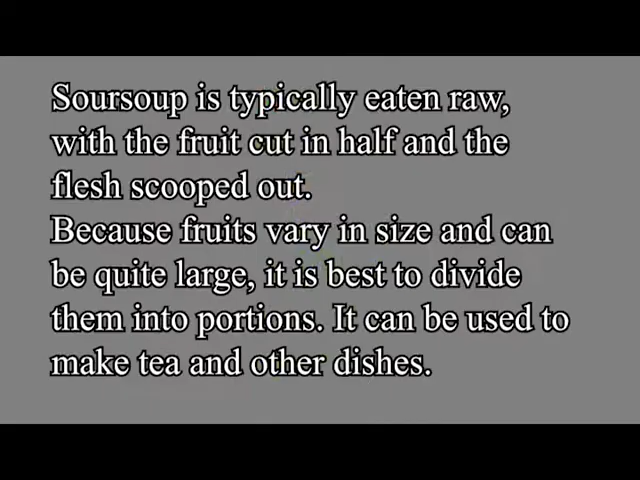 Soursoup is typically eaten raw,
with the fruit cut in half and the
flesh scooped out.
Because fruits vary in size and can
be quite large, it is best to divide
them into portions. It can be used to
make tea and other dishes.